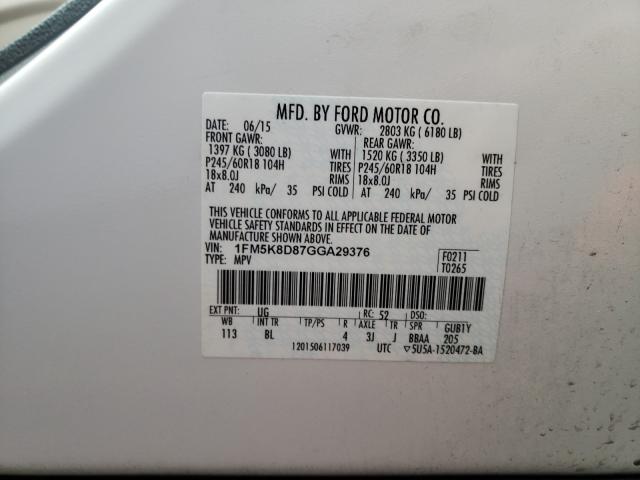 MFD. BY FORD MOTOR CO.
DATE: 06/15 GVWR: 2803 KG ( 6180 LB)
FRONT GAWR: REAR GAWR:
1397 KG ( 3080 LB) WITH 1520 KG ( 3350 LB) WITH
P245/60R18 104H TIRES P245/60R18 104H TIRES
18x8.0J RIMS 18x8.0J RIMS
AT 240 kPa/ 35 PSI COLD AT 240 kPa/ 35 PSI COLD
THIS VEHICLE CONFORMS TO ALL APPLICABLE FEDERAL MOTOR
VEHICLE SAFETY STANDARDS IN EFFECT ON THE DATE OF
MANUFACTURE SHOWN ABOVE.
VIN: 1FM5K8D87GGA29376 F0211
TYPE: MPV T0265
EXT PNT: UG RC: 52 DSO:
WB INT TR TP/PS R AXLE TR SPR GUB1Y
113 BL 4 3J J BBAA 205
1201506117039 UTC ▽5U5A-1520472-BA